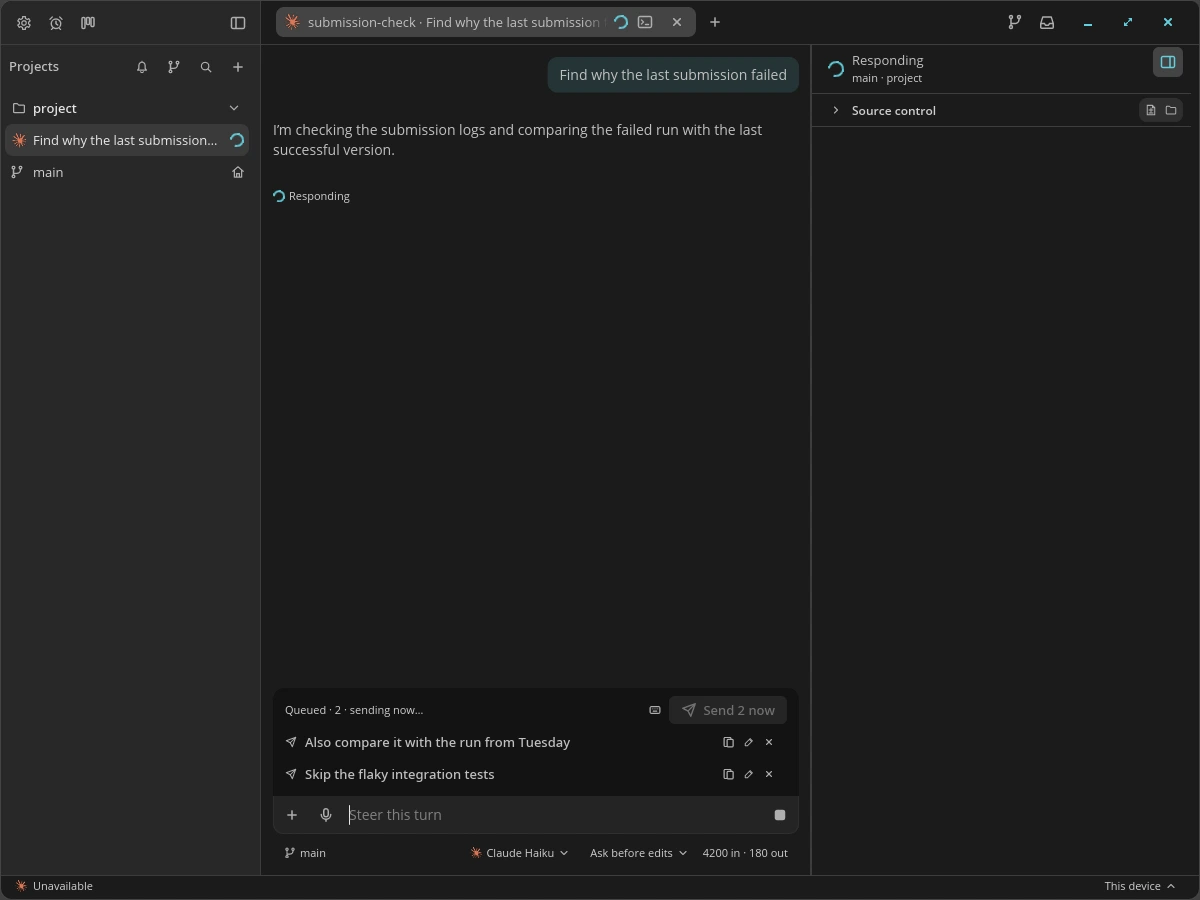 submission-check · Find why the last submission
Projects
project
Find why the last submission...
main
Find why the last submission failed
I'm checking the submission logs and comparing the failed run with the last
successful version.
Responding
Responding
main · project
Source control
Queued · 2 · sending now...
Send 2 now
Also compare it with the run from Tuesday
Skip the flaky integration tests
Steer this turn
main
Claude Haiku
Ask before edits
4200 in · 180 out
Unavailable
This device